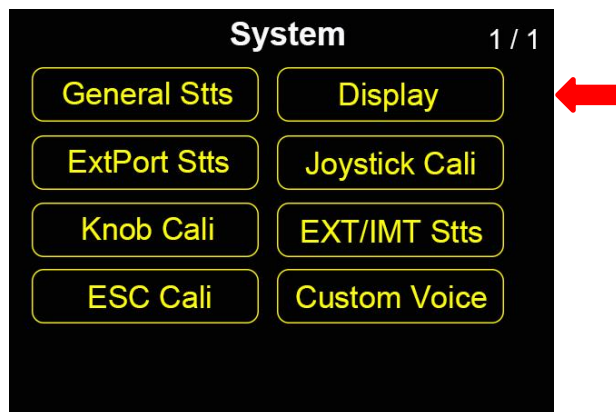 System 1 / 1
General Stts Display
ExtPort Stts Joystick Cali
Knob Cali EXT/IMT Stts
ESC Cali Custom Voice